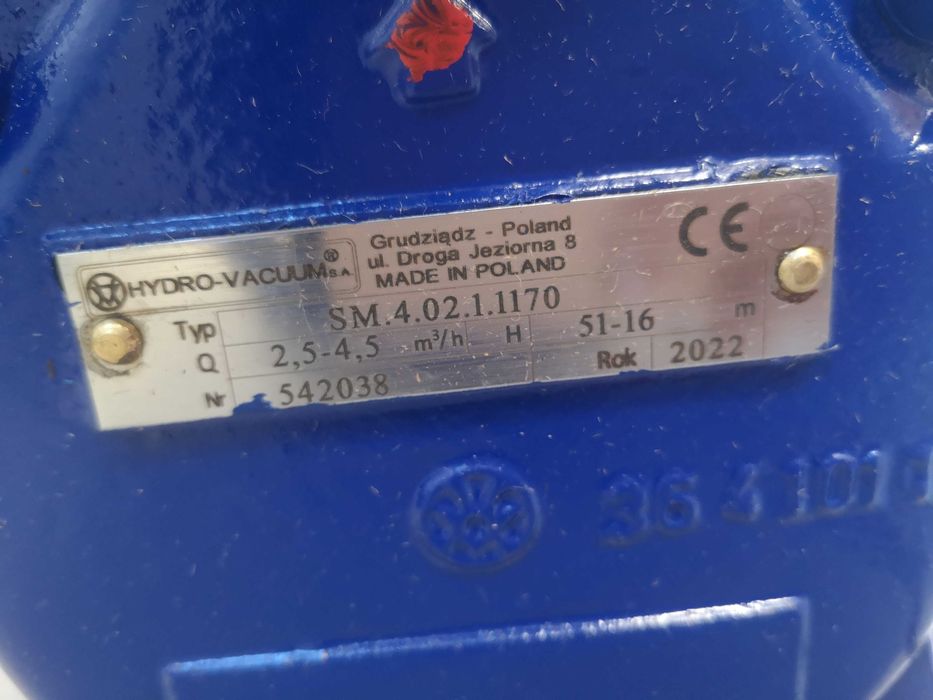 HYDRO-VACUUM® S.A.
Grudziądz - Poland
ul. Droga Jeziorna 8
MADE IN POLAND
CE
Typ SM.4.02.1.1170
Q 2,5-4,5 m³/h H 51-16 m
Nr 542038 Rok 2022